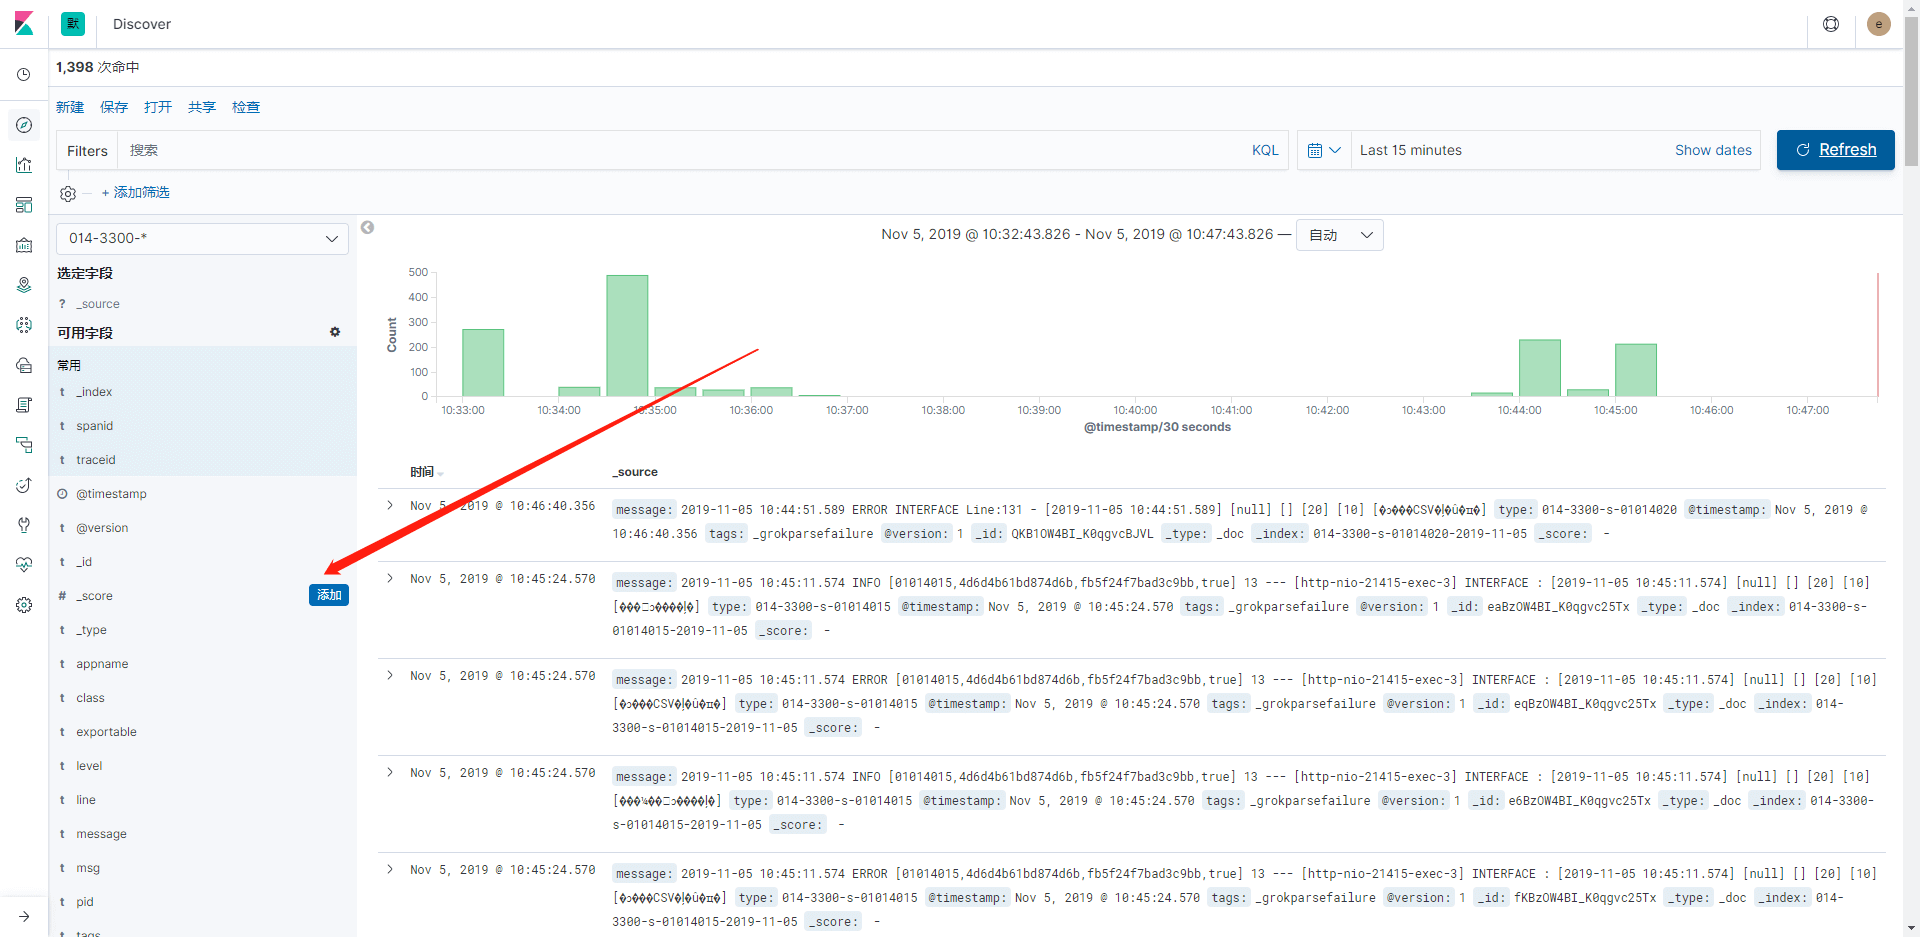 默 Discover e
1,398 次命中
新建 保存 打开 共享 检查
Filters 搜索 KQL Last 15 minutes Show dates Refresh
+ 添加筛选
014-3300-*
选定字段
? _source
可用字段
常用
t _index
t spanid
t traceid
@timestamp
t @version
t _id
# _score 添加
t _type
t appname
t class
t exportable
t level
t line
t message
t msg
t pid
t tags
Nov 5, 2019 @ 10:32:43.826 - Nov 5, 2019 @ 10:47:43.826 — 自动
Count
500
400
300
200
100
0
10:33:00 10:34:00 10:35:00 10:36:00 10:37:00 10:38:00 10:39:00 10:40:00 10:41:00 10:42:00 10:43:00 10:44:00 10:45:00 10:46:00 10:47:00
@timestamp/30 seconds
时间 _source
Nov 5, 2019 @ 10:46:40.356 message: 2019-11-05 10:44:51.589 ERROR INTERFACE Line:131 - [2019-11-05 10:44:51.589] [null] [] [20] [10] type: 014-3300-s-01014020 @timestamp: Nov 5, 2019 @
10:46:40.356 tags: _grokparsefailure @version: 1 _id: QKB1OW4BI_K0qgvcBJVL _type: _doc _index: 014-3300-s-01014020-2019-11-05 _score: -
Nov 5, 2019 @ 10:45:24.570 message: 2019-11-05 10:45:11.574 INFO [01014015,4d6d4b61bd874d6b,fb5f24f7bad3c9bb,true] 13 --- [http-nio-21415-exec-3] INTERFACE : [2019-11-05 10:45:11.574] [null] [] [20] [10]
type: 014-3300-s-01014015 @timestamp: Nov 5, 2019 @ 10:45:24.570 tags: _grokparsefailure @version: 1 _id: eaBzOW4BI_K0qgvc25Tx _type: _doc _index: 014-3300-s-
01014015-2019-11-05 _score: -
Nov 5, 2019 @ 10:45:24.570 message: 2019-11-05 10:45:11.574 ERROR [01014015,4d6d4b61bd874d6b,fb5f24f7bad3c9bb,true] 13 --- [http-nio-21415-exec-3] INTERFACE : [2019-11-05 10:45:11.574] [null] [] [20] [10]
type: 014-3300-s-01014015 @timestamp: Nov 5, 2019 @ 10:45:24.570 tags: _grokparsefailure @version: 1 _id: eqBzOW4BI_K0qgvc25Tx _type: _doc _index: 014-
3300-s-01014015-2019-11-05 _score: -
Nov 5, 2019 @ 10:45:24.570 message: 2019-11-05 10:45:11.574 INFO [01014015,4d6d4b61bd874d6b,fb5f24f7bad3c9bb,true] 13 --- [http-nio-21415-exec-3] INTERFACE : [2019-11-05 10:45:11.574] [null] [] [20] [10]
type: 014-3300-s-01014015 @timestamp: Nov 5, 2019 @ 10:45:24.570 tags: _grokparsefailure @version: 1 _id: e6BzOW4BI_K0qgvc25Tx _type: _doc _index: 014-3300-
s-01014015-2019-11-05 _score: -
Nov 5, 2019 @ 10:45:24.570 message: 2019-11-05 10:45:11.574 ERROR [01014015,4d6d4b61bd874d6b,fb5f24f7bad3c9bb,true] 13 --- [http-nio-21415-exec-3] INTERFACE : [2019-11-05 10:45:11.574] [null] [] [20] [10]
type: 014-3300-s-01014015 @timestamp: Nov 5, 2019 @ 10:45:24.570 tags: _grokparsefailure @version: 1 _id: fKBzOW4BI_K0qgvc25Tx _type: _doc _index: 014-
3300-s-01014015-2019-11-05 _score: -